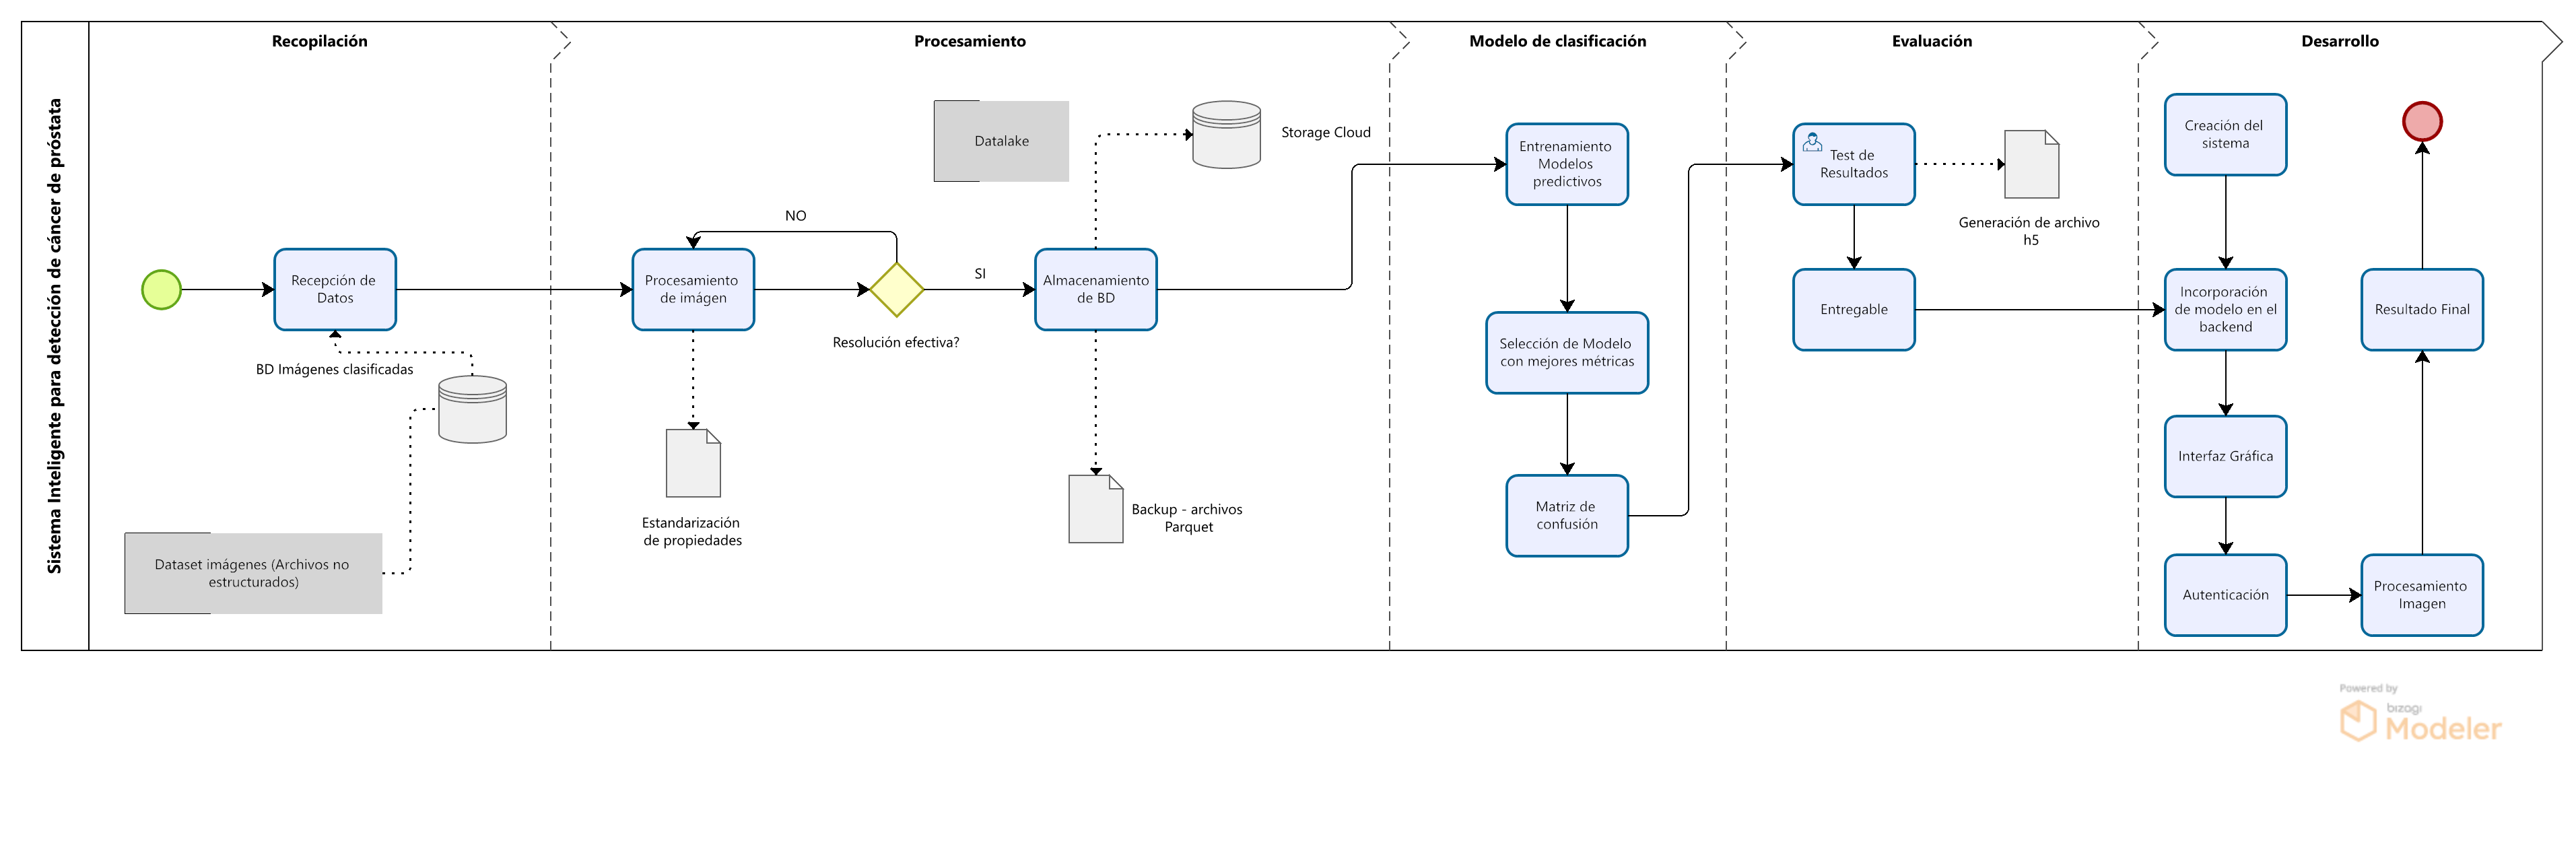 Sistema Inteligente para detección de cáncer de próstata
Recopilación
Recepción de
Datos
BD Imágenes clasificadas
Dataset imágenes (Archivos no
estructurados)
Procesamiento
Datalake
Storage Cloud
NO
Procesamiento
de imágen
SI
Resolución efectiva?
Almacenamiento
de BD
Estandarización
de propiedades
Backup - archivos
Parquet
Modelo de clasificación
Entrenamiento
Modelos
predictivos
Selección de Modelo
con mejores métricas
Matriz de
confusión
Evaluación
Test de
Resultados
Generación de archivo
h5
Entregable
Desarrollo
Creación del
sistema
Incorporación
de modelo en el
backend
Interfaz Gráfica
Autenticación
Procesamiento
Imagen
Resultado Final
Powered by
bizagi
Modeler